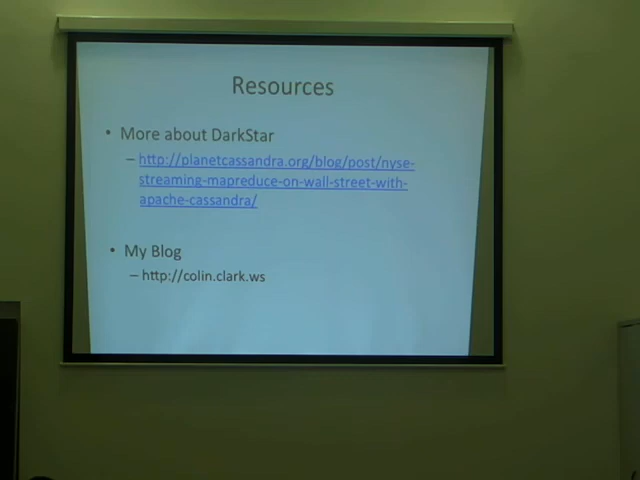 Resources
• More about DarkStar
– http://planetcassandra.org/blog/post/nyse-
streaming-mapreduce-on-wall-street-with-
apache-cassandra/
• My Blog
– http://colin.clark.ws